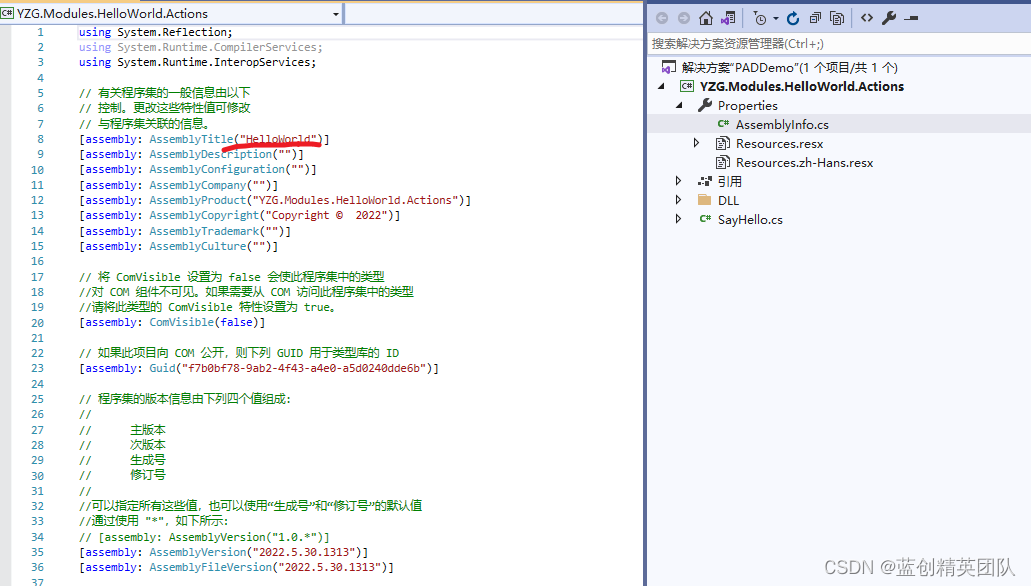 C# YZG.Modules.HelloWorld.Actions
1 using System.Reflection;
2 using System.Runtime.CompilerServices;
3 using System.Runtime.InteropServices;
4
5 // 有关程序集的一般信息由以下
6 // 控制。更改这些特性值可修改
7 // 与程序集关联的信息。
8 [assembly: AssemblyTitle("HelloWorld")]
9 [assembly: AssemblyDescription("")]
10 [assembly: AssemblyConfiguration("")]
11 [assembly: AssemblyCompany("")]
12 [assembly: AssemblyProduct("YZG.Modules.HelloWorld.Actions")]
13 [assembly: AssemblyCopyright("Copyright ©  2022")]
14 [assembly: AssemblyTrademark("")]
15 [assembly: AssemblyCulture("")]
16
17 // 将 ComVisible 设置为 false 会使此程序集中的类型
18 //对 COM 组件不可见。如果需要从 COM 访问此程序集中的类型
19 //请将此类型的 ComVisible 特性设置为 true。
20 [assembly: ComVisible(false)]
21
22 // 如果此项目向 COM 公开，则下列 GUID 用于类型库的 ID
23 [assembly: Guid("f7b0bf78-9ab2-4f43-a4e0-a5d0240dde6b")]
24
25 // 程序集的版本信息由下列四个值组成:
26 //
27 //      主版本
28 //      次版本
29 //      生成号
30 //      修订号
31 //
32 //可以指定所有这些值，也可以使用“生成号”和“修订号”的默认值
33 //通过使用 "*"，如下所示:
34 // [assembly: AssemblyVersion("1.0.*")]
35 [assembly: AssemblyVersion("2022.5.30.1313")]
36 [assembly: AssemblyFileVersion("2022.5.30.1313")]
37
搜索解决方案资源管理器(Ctrl+;)
解决方案“PADDemo”(1 个项目/共 1 个)
C# YZG.Modules.HelloWorld.Actions
Properties
C# AssemblyInfo.cs
Resources.resx
Resources.zh-Hans.resx
引用
DLL
C# SayHello.cs
CSDN @蓝创精英团队